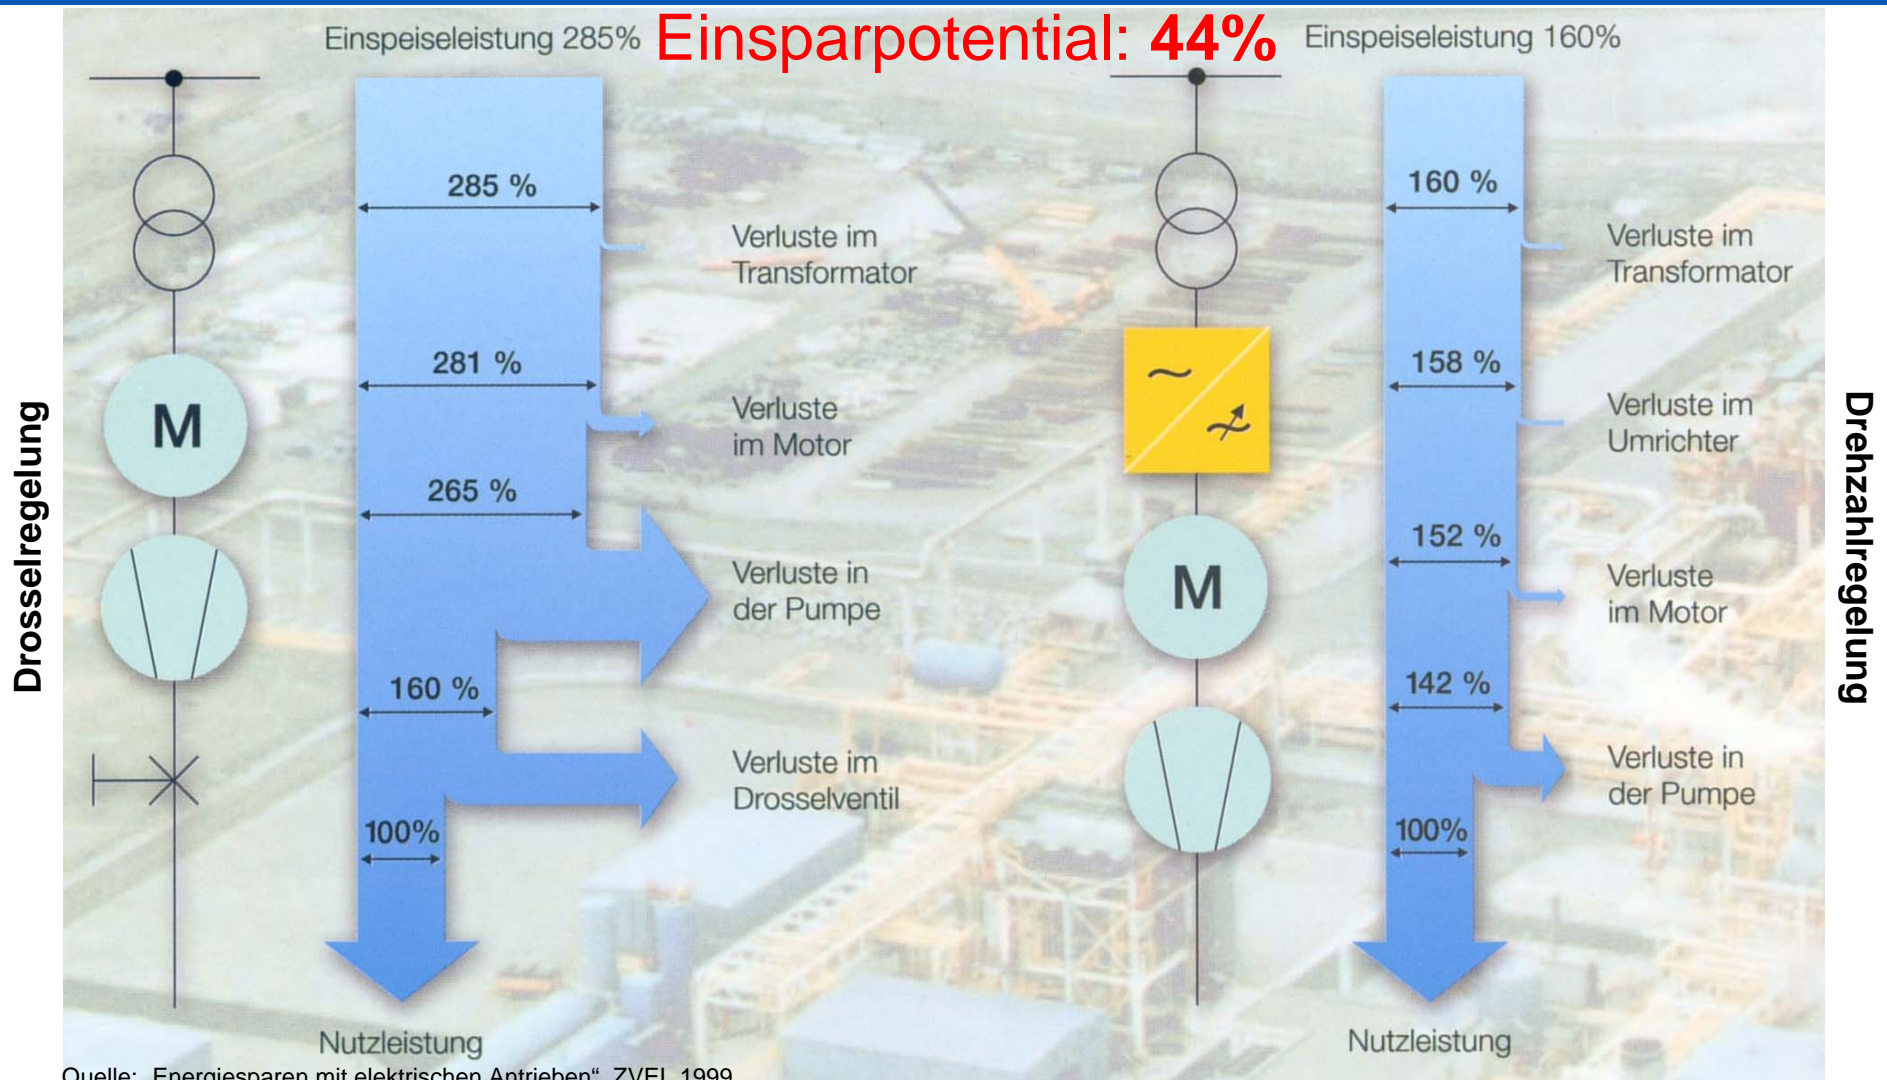 Einsparpotential: 44%
Drosselregelung
Einspeiseleistung 285%
285 %
Verluste im
Transformator
281 %
Verluste
im Motor
M
265 %
Verluste in
der Pumpe
160 %
Verluste im
Drosselventil
100%
Nutzleistung
Einspeiseleistung 160%
160 %
Verluste im
Transformator
158 %
Verluste im
Umrichter
152 %
Verluste
im Motor
M
142 %
Verluste in
der Pumpe
100%
Nutzleistung
Drehzahlregelung
Quelle: „Energiesparen mit elektrischen Antrieben“, ZVEI, 1999